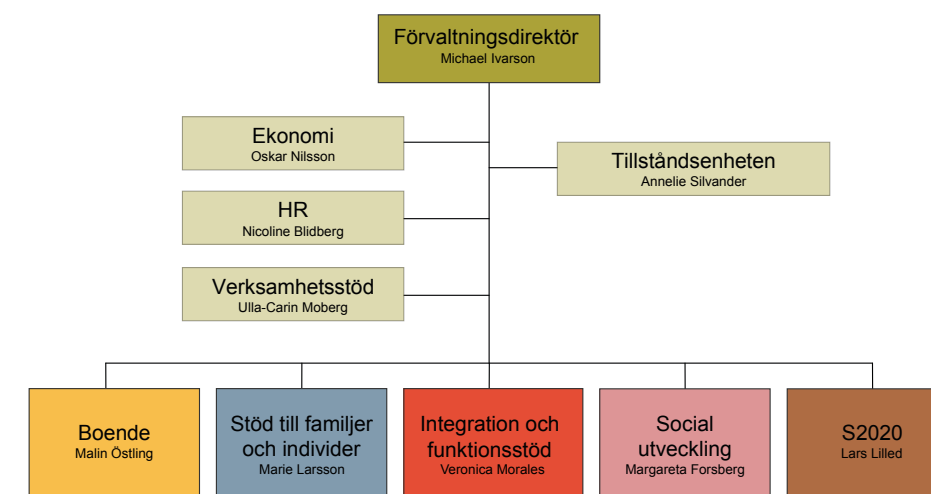 Förvaltningsdirektör
Michael Ivarson
Ekonomi
Oskar Nilsson
Tillståndsenheten
Annelie Silvander
HR
Nicoline Blidberg
Verksamhetsstöd
Ulla-Carin Moberg
Boende
Malin Östling
Stöd till familjer
och individer
Marie Larsson
Integration och
funktionsstöd
Veronica Morales
Social
utveckling
Margareta Forsberg
S2020
Lars Lilled